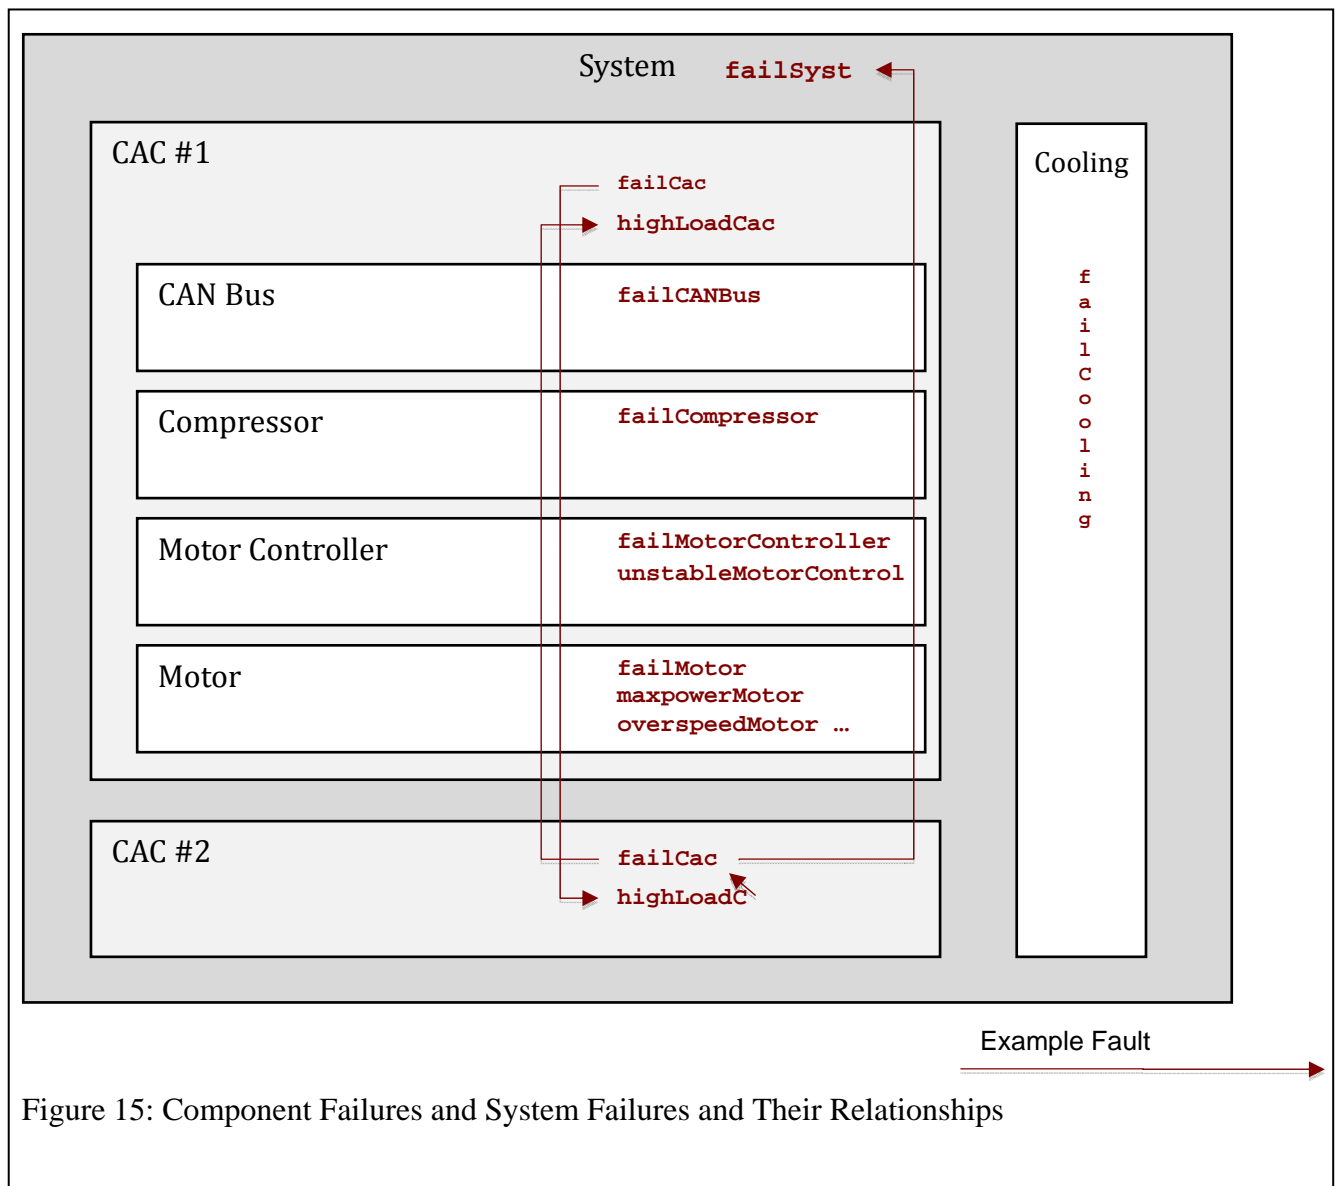 System failSyst
CAC #1
Cooling
failCac
highLoadCac
CAN Bus failCANBus
Compressor failCompressor
Motor Controller failMotorController
unstableMotorControl
Motor failMotor
maxpowerMotor
overspeedMotor …
f
a
i
l
C
o
o
l
i
n
g
CAC #2 failCac
highLoadC
Example Fault
Figure 15: Component Failures and System Failures and Their Relationships